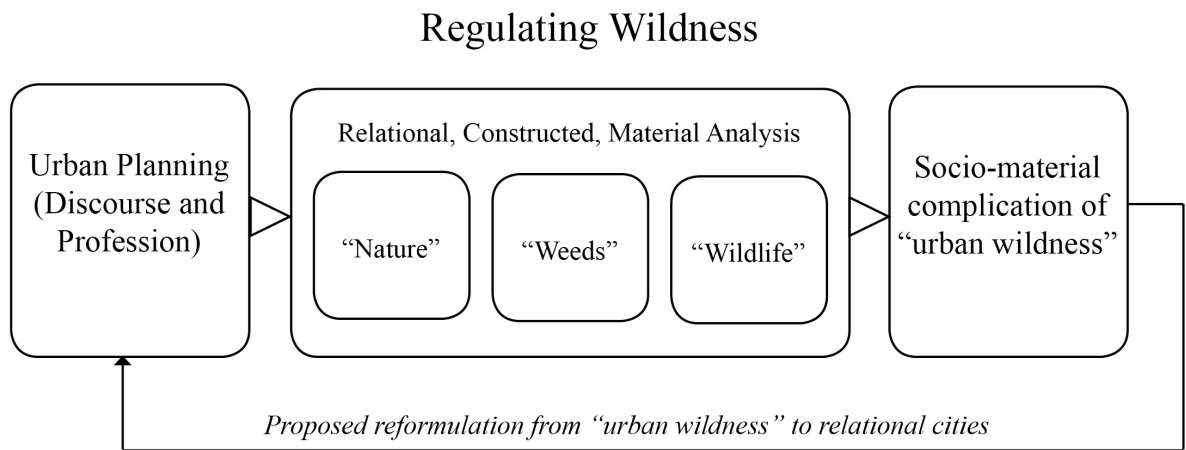 Regulating Wildness
Urban Planning
(Discourse and
Profession)
Relational, Constructed, Material Analysis
“Nature”
“Weeds”
“Wildlife”
Socio-material
complication of
“urban wildness”
Proposed reformulation from “urban wildness” to relational cities